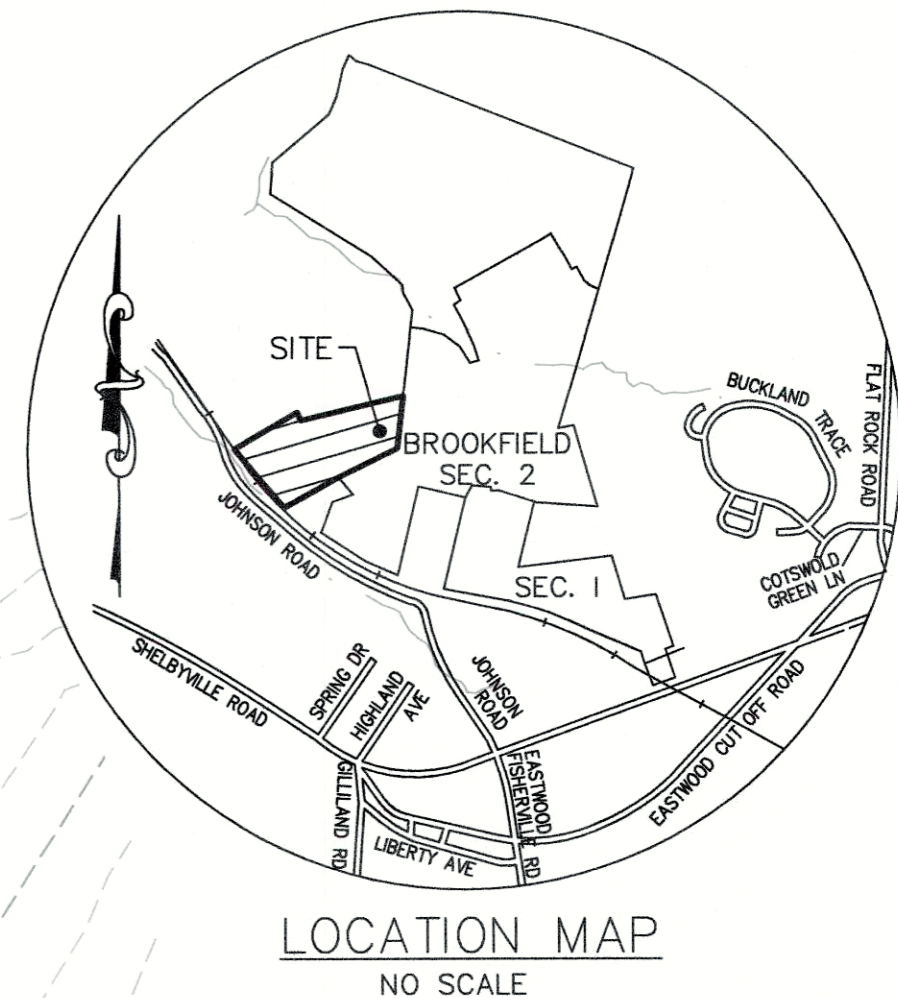 SITE
BUCKLAND
TRACE
FLAT ROCK ROAD
BROOKFIELD
SEC. 2
JOHNSON ROAD
COTSWOLD
GREEN LN
SEC. 1
SHELBYVILLE ROAD
SPRING DR
HIGHLAND
AVE
JOHNSON
ROAD
EASTWOOD CUT OFF ROAD
GILLILAND RD
LIBERTY AVE
EASTWOOD
FISHERVILLE RD
LOCATION MAP
NO SCALE